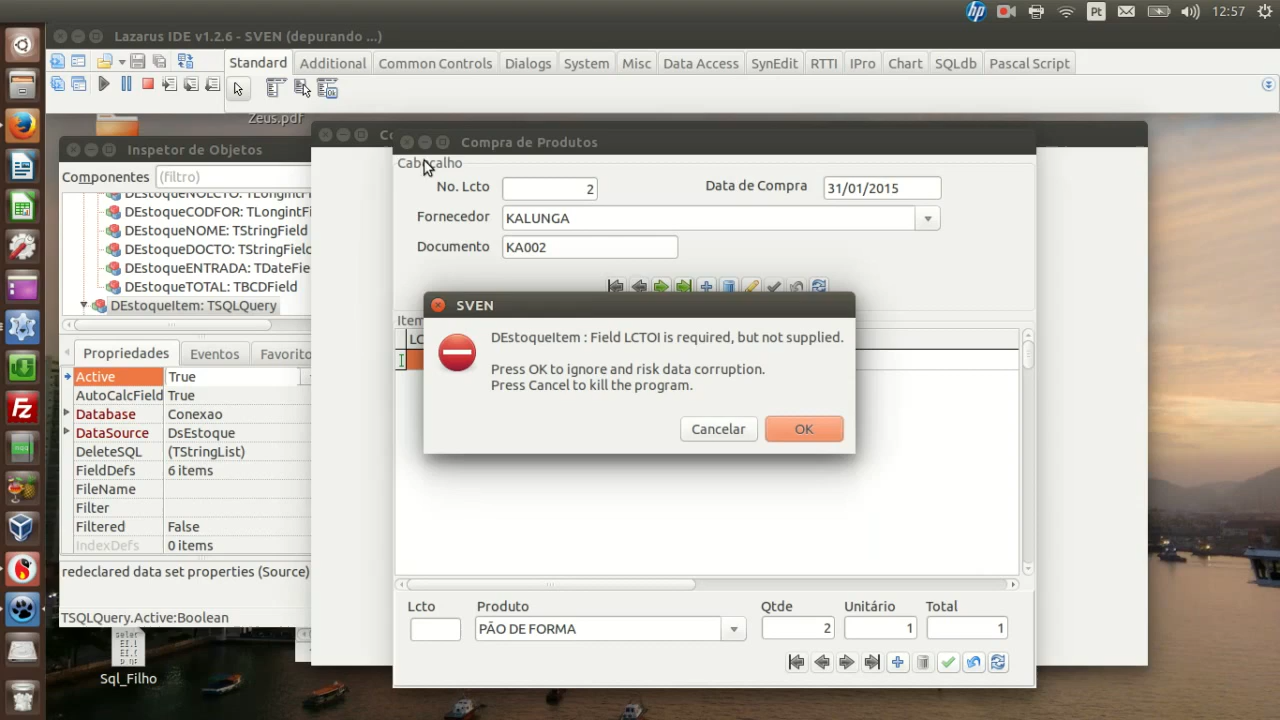 Pt
12:57
Lazarus IDE v1.2.6 - SVEN (depurando ...)
Standard Additional Common Controls Dialogs System Misc Data Access SynEdit RTTI IPro Chart SQLdb Pascal Script
Zeus.pdf
Inspetor de Objetos
Componentes (filtro)
DEstoqueCODFOR: TLongintFi
DEstoqueNOME: TStringField
DEstoqueDOCTO: TStringField
DEstoqueENTRADA: TDateFie
DEstoqueTOTAL: TBCDField
DEstoqueItem: TSQLQuery
Propriedades Eventos Favorito
Active True
AutoCalcField True
Database Conexao
DataSource DsEstoque
DeleteSQL (TStringList)
FieldDefs 6 items
FileName
Filter
Filtered False
IndexDefs 0 items
redeclared data set properties (Source)
TSQLQuery.Active:Boolean
Sql_Filho
Compra de Produtos
No. Lcto 2 Data de Compra 31/01/2015
Fornecedor KALUNGA
Documento KA002
Item
LC
SVEN
DEstoqueItem : Field LCTOI is required, but not supplied.
Press OK to ignore and risk data corruption.
Press Cancel to kill the program.
Cancelar OK
Lcto Produto Qtde Unitário Total
PÃO DE FORMA 2 1 1